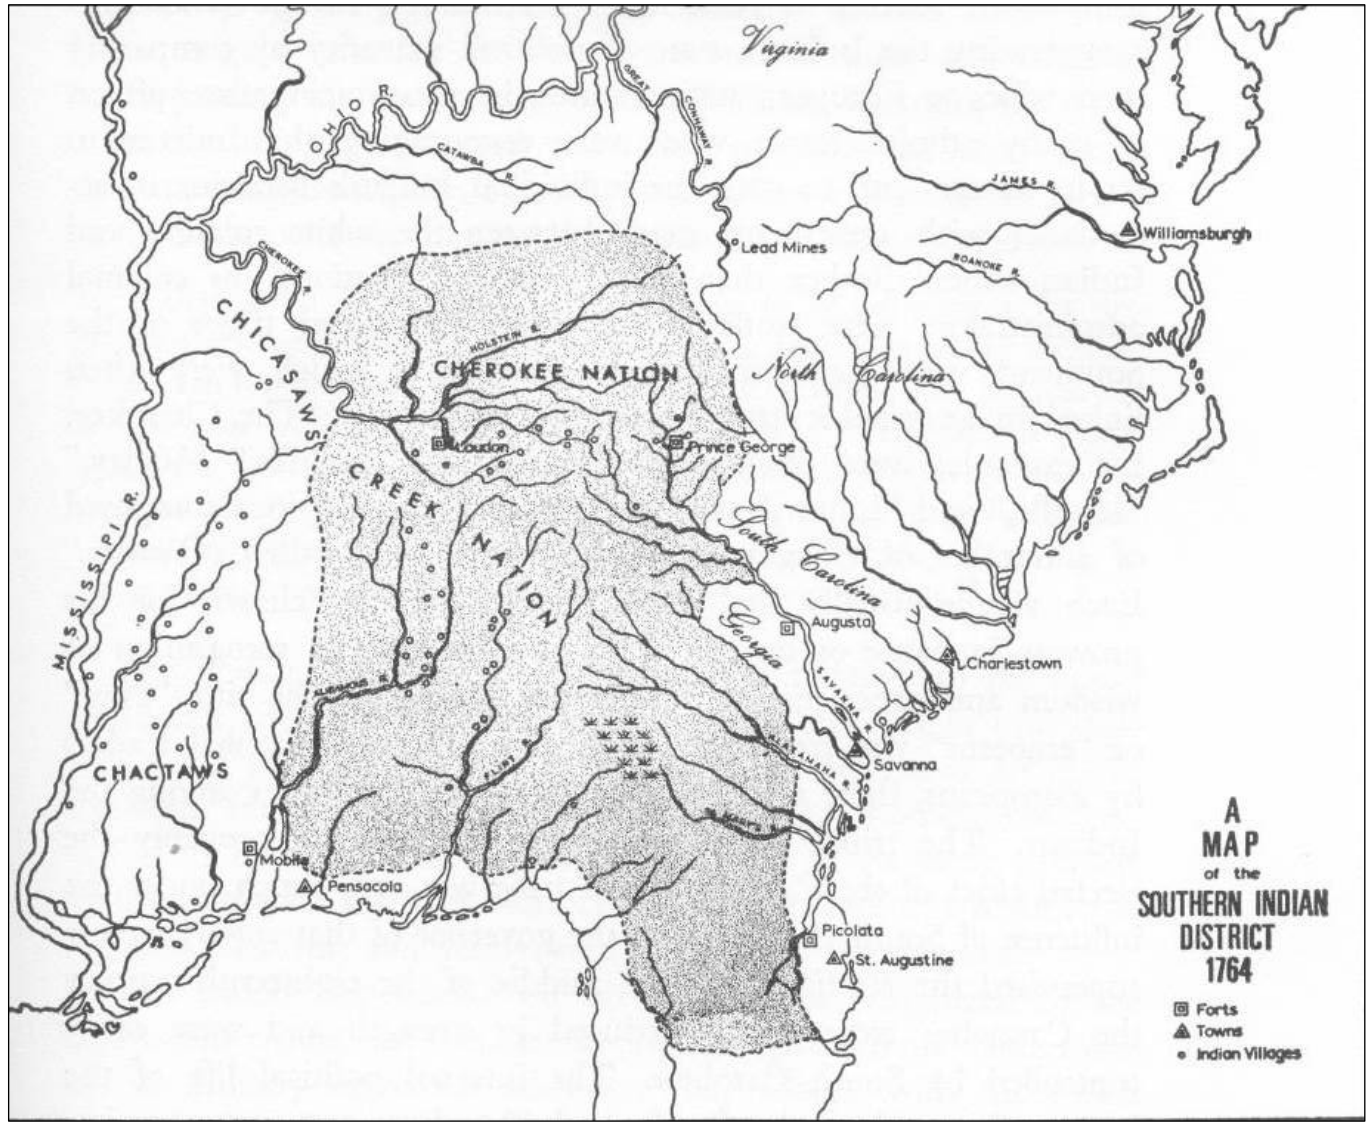 Virginia
GREAT
CONHAWAY R.
OHIO R.
CATAWBA R.
JAMES R.
Williamsburgh
Lead Mines
ROANOKE R.
CHEROKEE R.
CHICASAWS
HOLSTEIN R.
CHEROKEE NATION
North Carolina
Loudon
Prince George
CREEK NATION
South Carolina
MISSISSIPI R.
Augusta
Georgia
Charlestown
SAVANNA R.
ALIBAMOUS R.
FLINT R.
Savanna
CHACTAWS
Mobile
Pensacola
Picolata
St. Augustine
A
MAP
of the
SOUTHERN INDIAN
DISTRICT
1764
Forts
Towns
Indian Villages